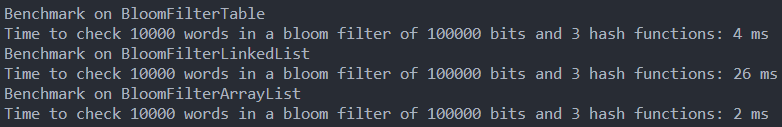 Benchmark on BloomFilterTable
Time to check 10000 words in a bloom filter of 100000 bits and 3 hash functions: 4 ms
Benchmark on BloomFilterLinkedList
Time to check 10000 words in a bloom filter of 100000 bits and 3 hash functions: 26 ms
Benchmark on BloomFilterArrayList
Time to check 10000 words in a bloom filter of 100000 bits and 3 hash functions: 2 ms